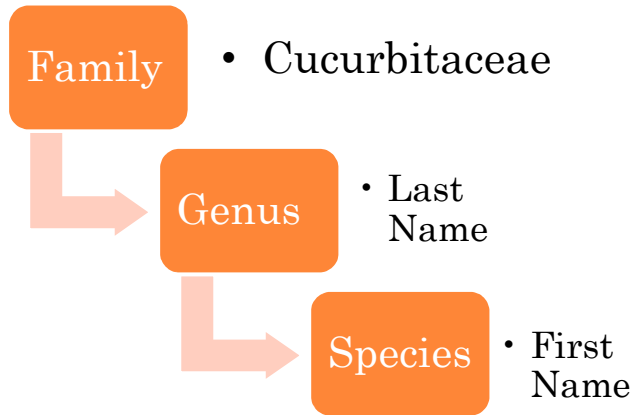 Family
• Cucurbitaceae
Genus
• Last
Name
Species
• First
Name